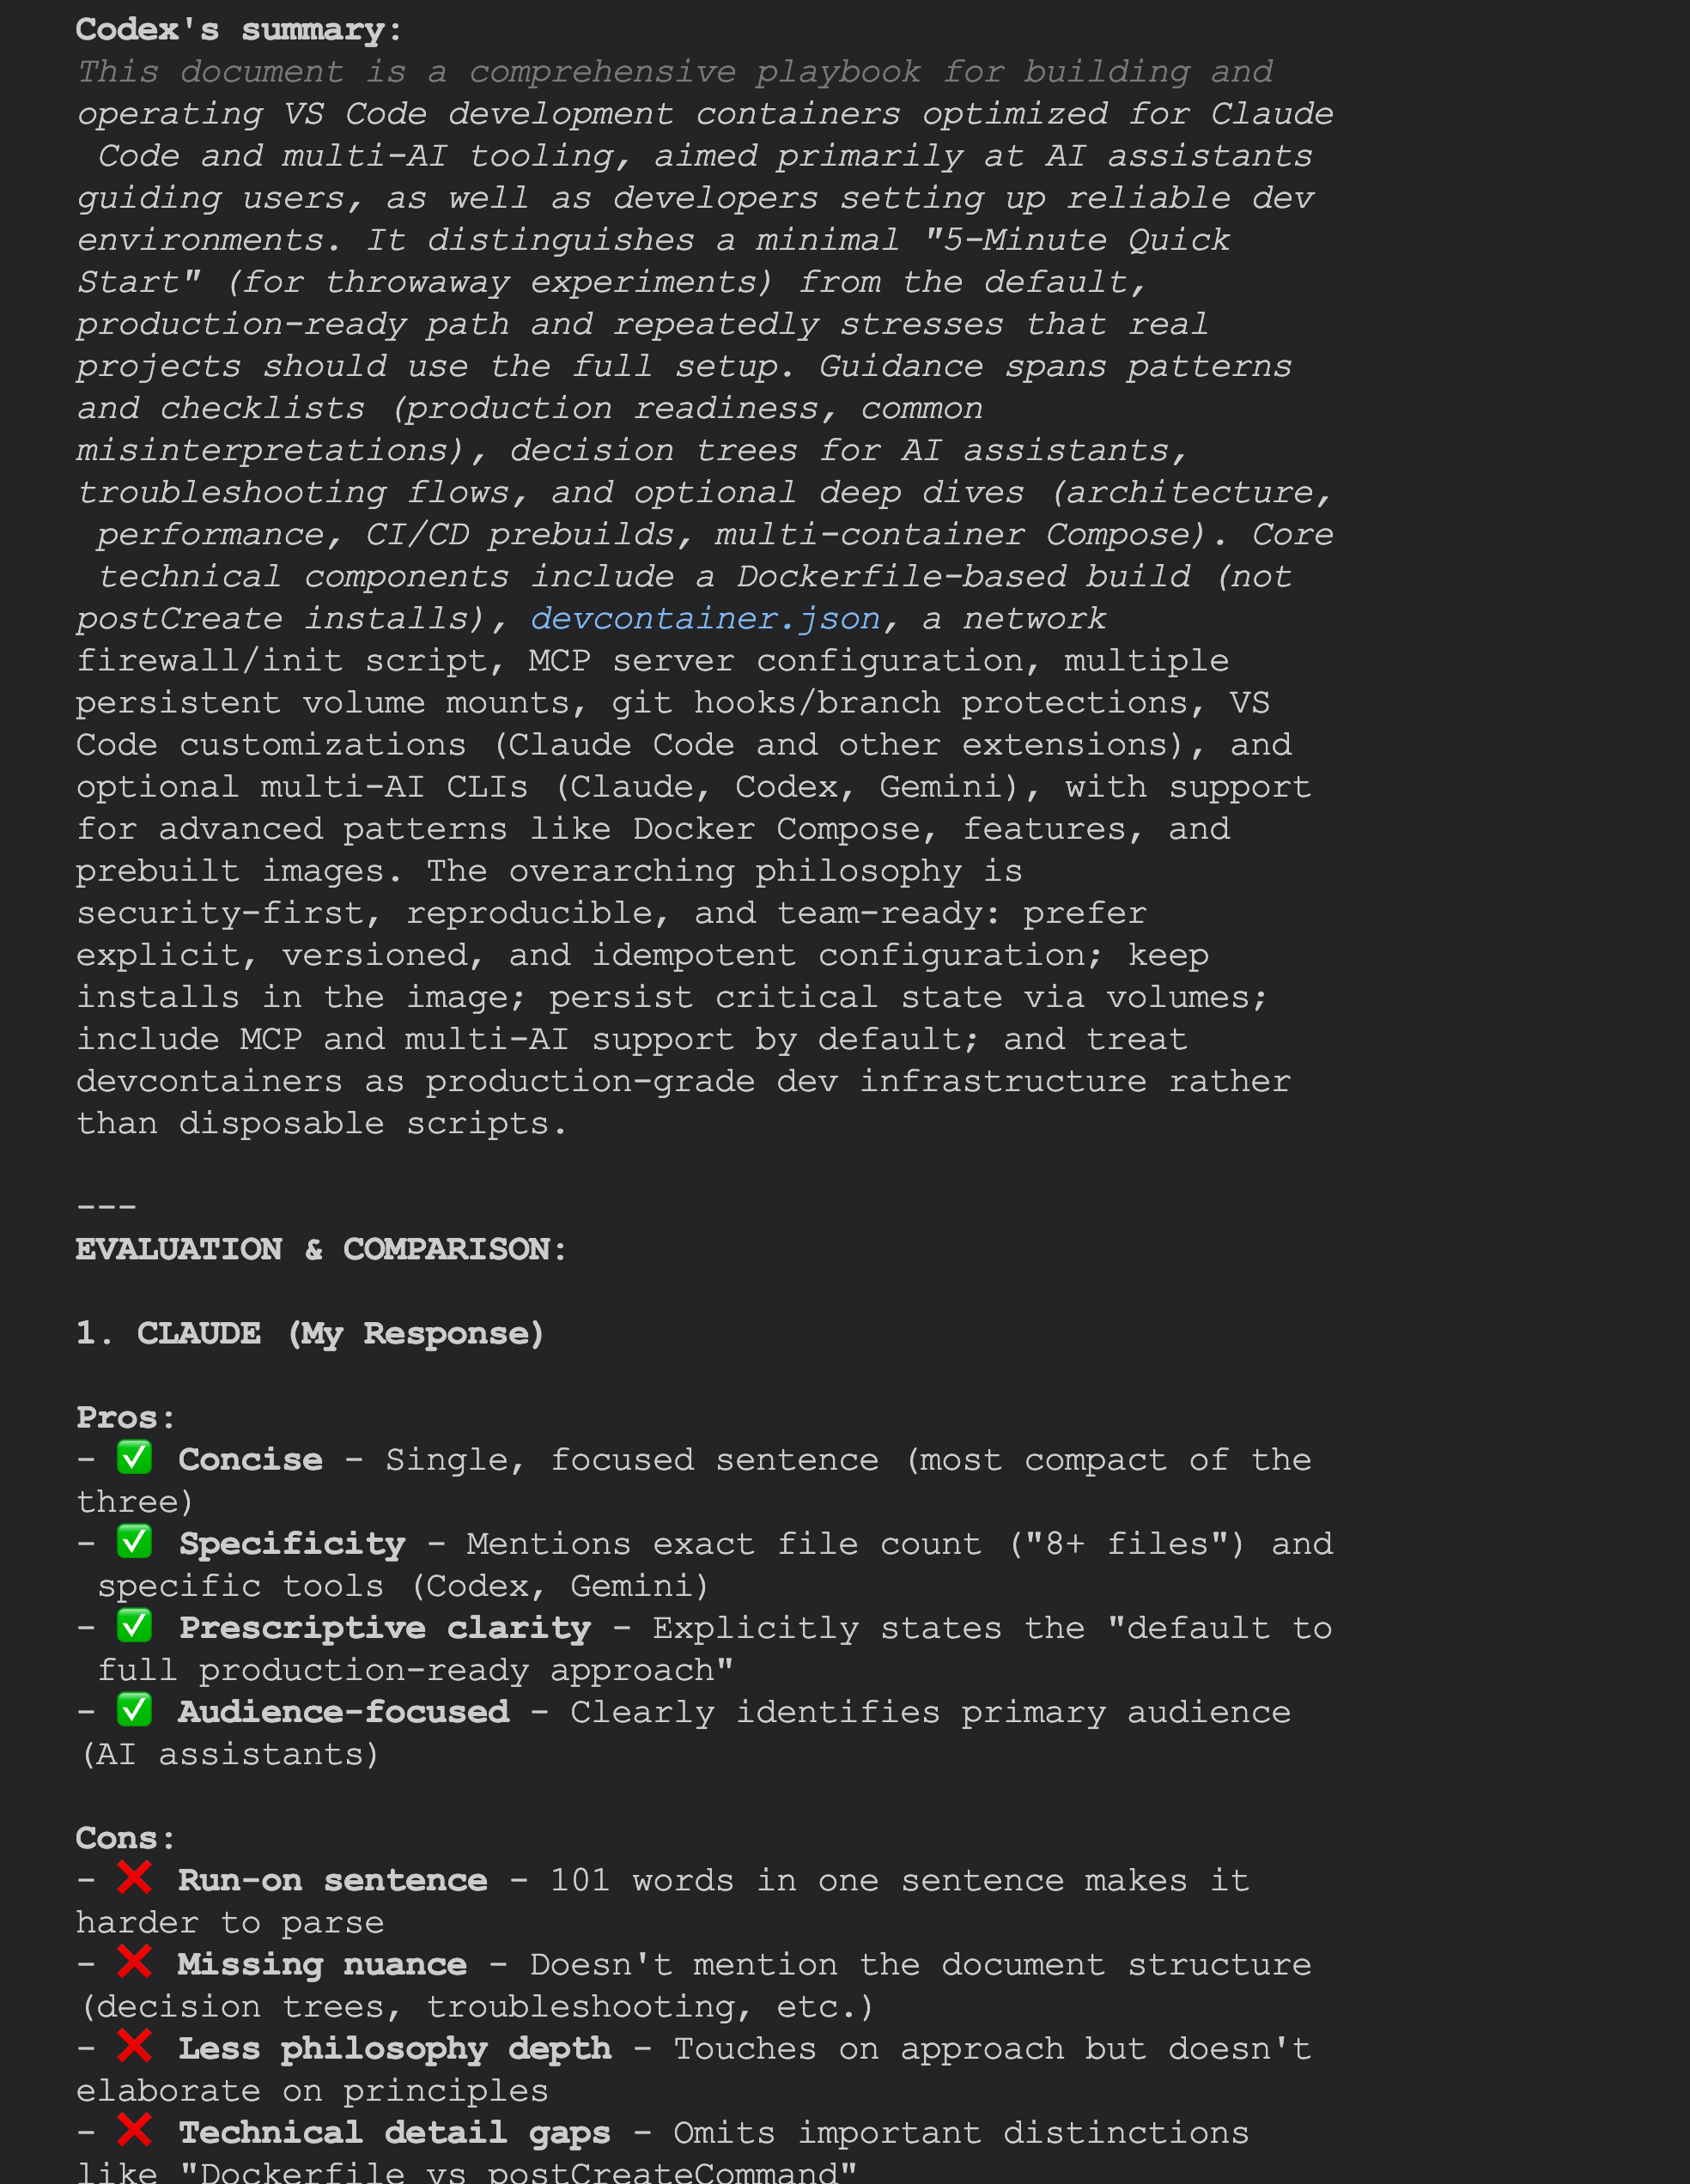 Codex's summary:
This document is a comprehensive playbook for building and
operating VS Code development containers optimized for Claude
Code and multi-AI tooling, aimed primarily at AI assistants
guiding users, as well as developers setting up reliable dev
environments. It distinguishes a minimal "5-Minute Quick
Start" (for throwaway experiments) from the default,
production-ready path and repeatedly stresses that real
projects should use the full setup. Guidance spans patterns
and checklists (production readiness, common
misinterpretations), decision trees for AI assistants,
troubleshooting flows, and optional deep dives (architecture,
performance, CI/CD prebuilds, multi-container Compose). Core
technical components include a Dockerfile-based build (not
postCreate installs), devcontainer.json, a network
firewall/init script, MCP server configuration, multiple
persistent volume mounts, git hooks/branch protections, VS
Code customizations (Claude Code and other extensions), and
optional multi-AI CLIs (Claude, Codex, Gemini), with support
for advanced patterns like Docker Compose, features, and
prebuilt images. The overarching philosophy is
security-first, reproducible, and team-ready: prefer
explicit, versioned, and idempotent configuration; keep
installs in the image; persist critical state via volumes;
include MCP and multi-AI support by default; and treat
devcontainers as production-grade dev infrastructure rather
than disposable scripts.
---
EVALUATION & COMPARISON:
1. CLAUDE (My Response)
Pros:
- ✅ Concise - Single, focused sentence (most compact of the
three)
- ✅ Specificity - Mentions exact file count ("8+ files") and
specific tools (Codex, Gemini)
- ✅ Prescriptive clarity - Explicitly states the "default to
full production-ready approach"
- ✅ Audience-focused - Clearly identifies primary audience
(AI assistants)
Cons:
- ❌ Run-on sentence - 101 words in one sentence makes it
harder to parse
- ❌ Missing nuance - Doesn't mention the document structure
(decision trees, troubleshooting, etc.)
- ❌ Less philosophy depth - Touches on approach but doesn't
elaborate on principles
- ❌ Technical detail gaps - Omits important distinctions
like "Dockerfile vs postCreateCommand"